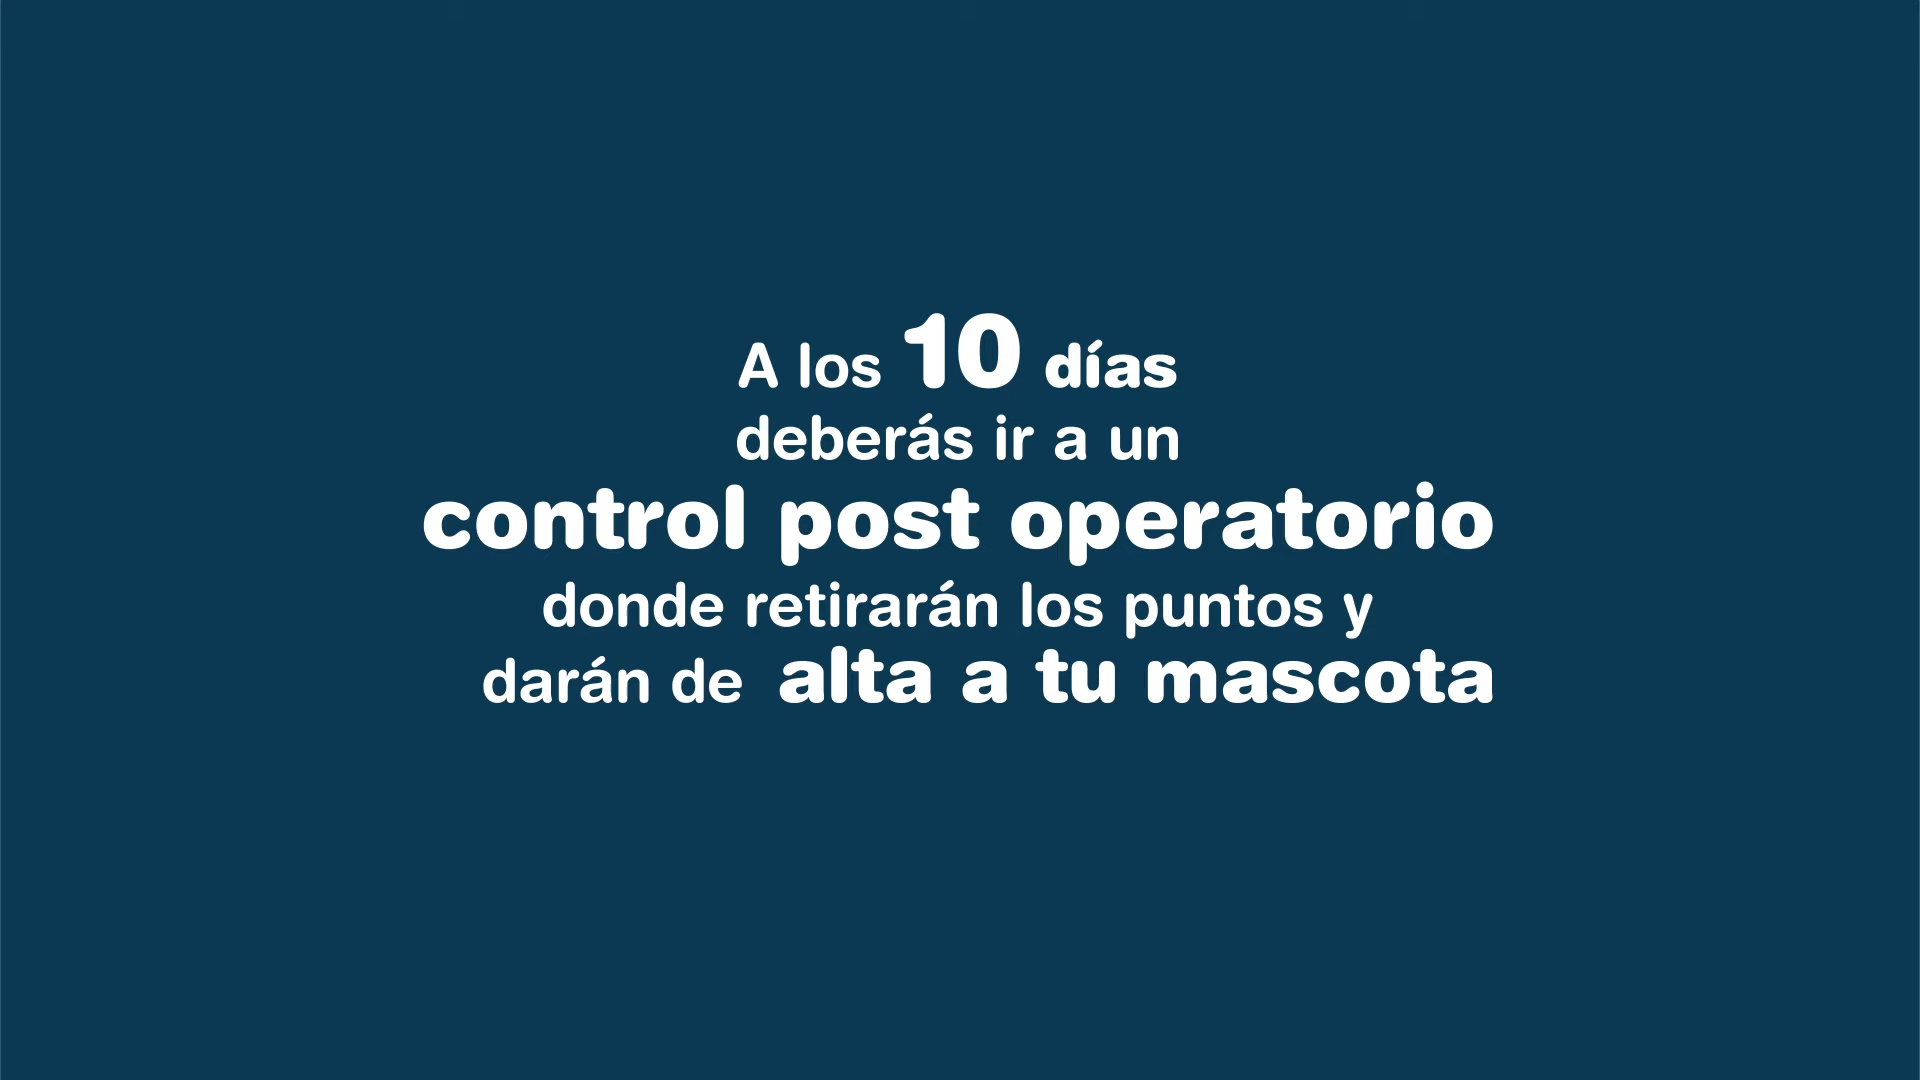 A los 10 días
deberás ir a un
control post operatorio
donde retirarán los puntos y
darán de alta a tu mascota